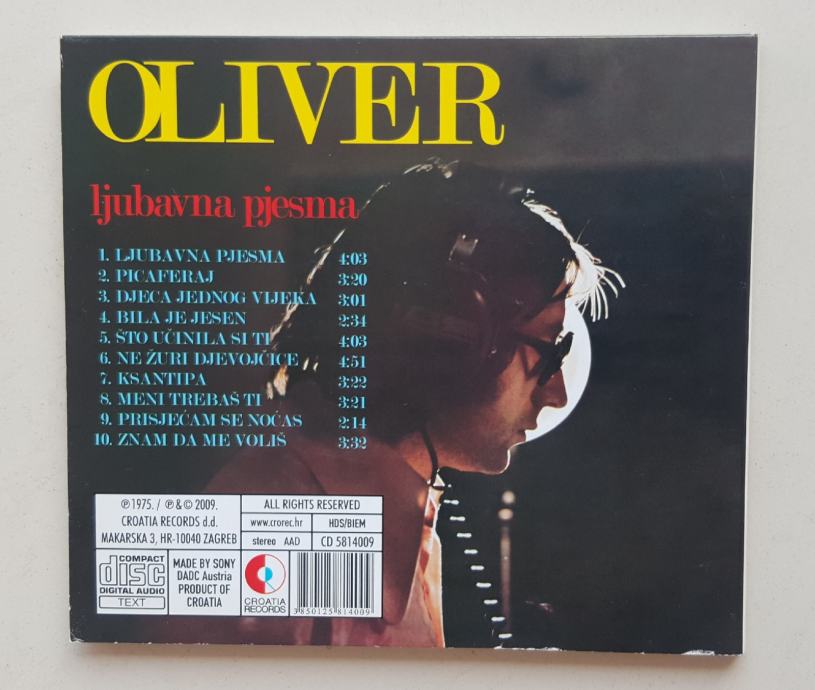 OLIVER
ljubavna pjesma
1. LJUBAVNA PJESMA 4:03
2. PICAFERAJ 3:20
3. DJECA JEDNOG VIJEKA 3:01
4. BILA JE JESEN 2:34
5. ŠTO UČINILA SI TI 4:03
6. NE ŽURI DJEVOJČICE 4:51
7. KSANTIPA 3:22
8. MENI TREBAŠ TI 3:21
9. PRISJEĆAM SE NOĆAS 2:14
10. ZNAM DA ME VOLIŠ 3:32
℗1975. / ℗&©2009.
CROATIA RECORDS d.d.
MAKARSKA 3, HR-10040 ZAGREB
ALL RIGHTS RESERVED
www.crorec.hr HDS/BIEM
stereo AAD CD 5814009
COMPACT
disc
DIGITAL AUDIO
TEXT
MADE BY SONY
DADC Austria
PRODUCT OF
CROATIA
CROATIA
RECORDS
3850125814009